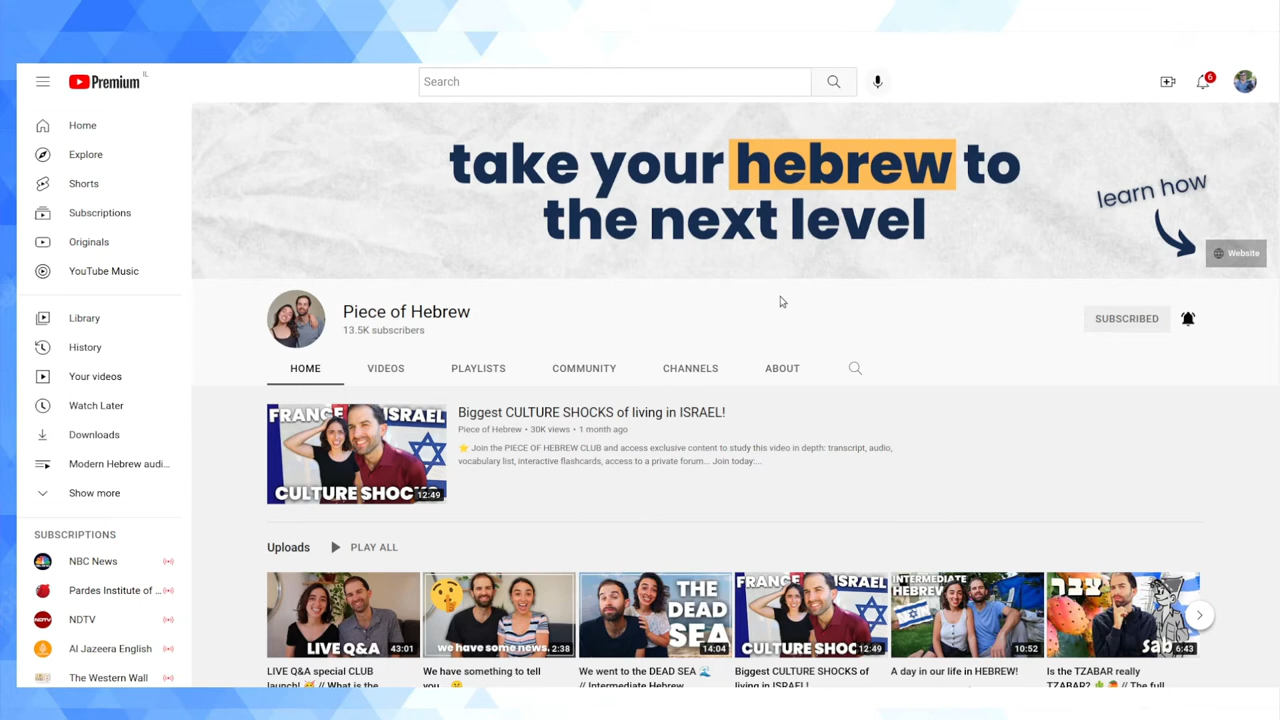 Premium IL
Search
6
Home
Explore
Shorts
Subscriptions
Originals
YouTube Music
Library
History
Your videos
Watch Later
Downloads
Modern Hebrew audi...
Show more
SUBSCRIPTIONS
NBC News
Pardes Institute of ...
NDTV
Al Jazeera English
The Western Wall
take your hebrew to
the next level
learn how
Website
Piece of Hebrew
13.5K subscribers
SUBSCRIBED
HOME VIDEOS PLAYLISTS COMMUNITY CHANNELS ABOUT
FRANCE ISRAEL
CULTURE SHOCKS
12:49
Biggest CULTURE SHOCKS of living in ISRAEL!
Piece of Hebrew • 30K views • 1 month ago
⭐ Join the PIECE OF HEBREW CLUB and access exclusive content to study this video in depth: transcript, audio,
vocabulary list, interactive flashcards, access to a private forum... Join today:...
Uploads PLAY ALL
LIVE Q&A
43:01
LIVE Q&A special CLUB
launch! 🥳 // What is the
we have some news.
2:38
We have something to tell
you... 🤫
THE
DEAD
SEA
14:04
We went to the DEAD SEA 🌊
// Intermediate Hebrew
FRANCE ISRAEL
CULTURE SHOC
12:49
Biggest CULTURE SHOCKS of
living in ISRAEL!
INTERMEDIATE
HEBREW
10:52
A day in our life in HEBREW!
צבר
sab
6:43
Is the TZABAR really
TZABAR? 🌵🥭 // The full